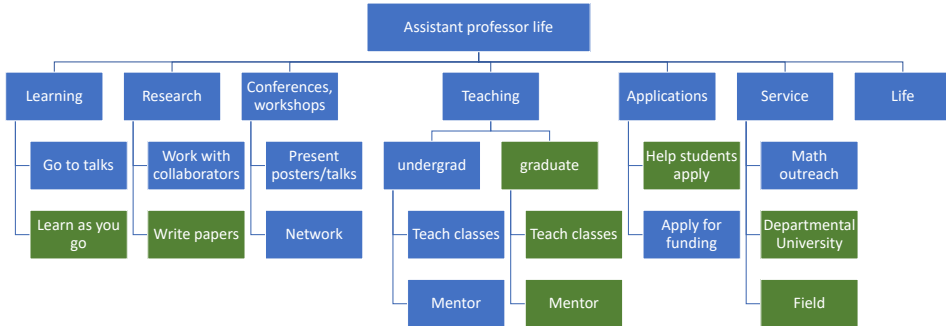 Assistant professor life
Learning
Research
Conferences,
workshops
Teaching
Applications
Service
Life
Go to talks
Work with
collaborators
Present
posters/talks
undergrad
graduate
Help students
apply
Math
outreach
Learn as you
go
Write papers
Network
Teach classes
Teach classes
Apply for
funding
Departmental
University
Mentor
Mentor
Field